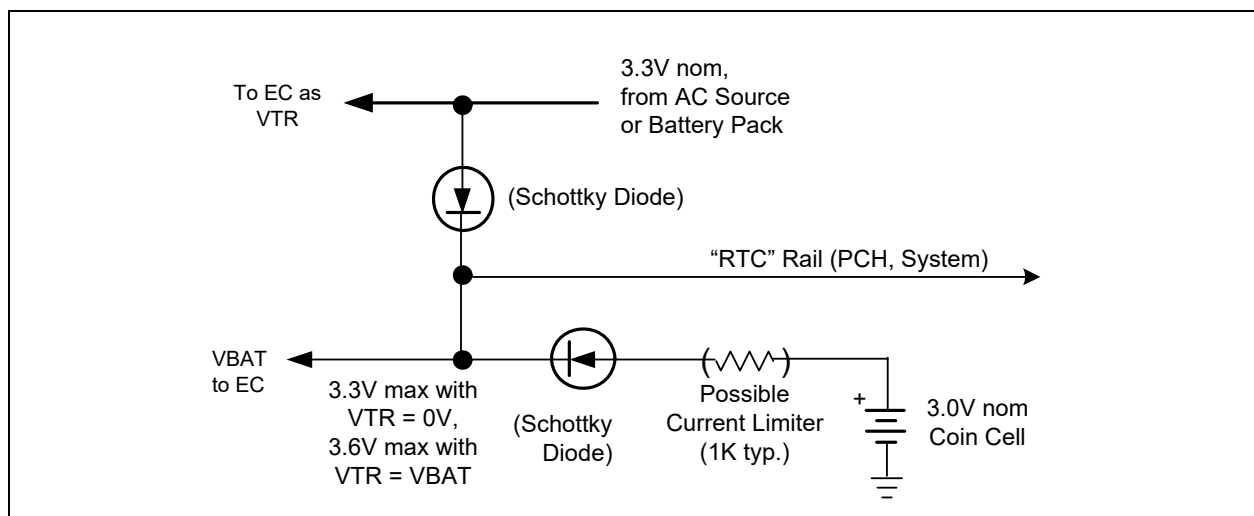 To EC as
VTR
3.3V nom,
from AC Source
or Battery Pack
(Schottky Diode)
“RTC” Rail (PCH, System)
VBAT
to EC
3.3V max with
VTR = 0V,
3.6V max with
VTR = VBAT
(Schottky
Diode)
( )
Possible
Current Limiter
(1K typ.)
+
3.0V nom
Coin Cell